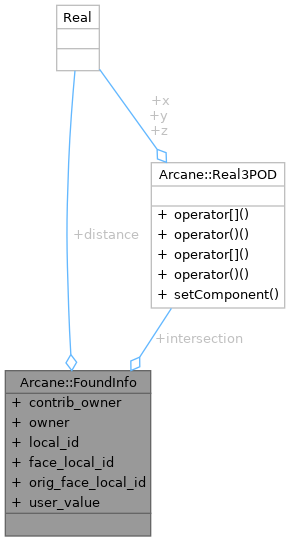 Real
+x
+y
+z
Arcane::Real3POD
+ operator[]()
+ operator()()
+ operator[]()
+ operator()()
+ setComponent()
+distance
+intersection
Arcane::FoundInfo
+ contrib_owner
+ owner
+ local_id
+ face_local_id
+ orig_face_local_id
+ user_value